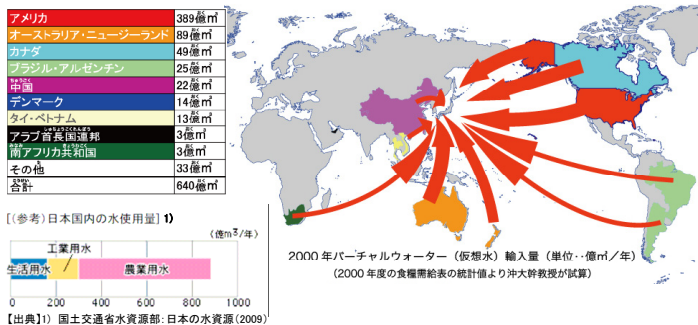 アメリカ 389億㎥
オーストラリア・ニュージーランド 89億㎥
カナダ 49億㎥
ブラジル・アルゼンチン 25億㎥
中国 22億㎥
デンマーク 14億㎥
タイ・ベトナム 13億㎥
アラブ首長国連邦 3億㎥
南アフリカ共和国 3億㎥
その他 33億㎥
合計 640億㎥
[(参考)日本国内の水使用量] 1)
(億m³/年)
工業用水
生活用水 農業用水
0 200 400 600 800 1000
【出典】1) 国土交通省水資源部:日本の水資源(2009)
2000年バーチャルウォーター(仮想水)輸入量(単位‥億㎥/年)
(2000年度の食糧需給表の統計値より沖大幹教授が試算)